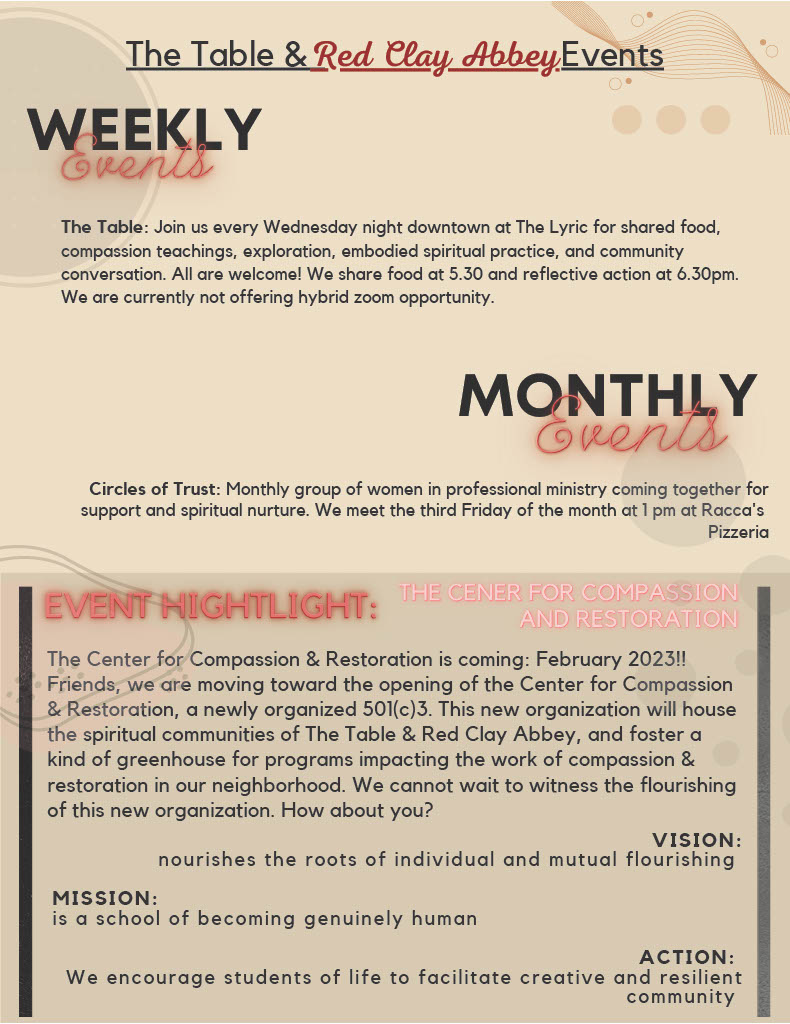 The Table & Red Clay Abbey Events
WEEKLY
Events
The Table: Join us every Wednesday night downtown at The Lyric for shared food,
compassion teachings, exploration, embodied spiritual practice, and community
conversation. All are welcome! We share food at 5.30 and reflective action at 6.30pm.
We are currently not offering hybrid zoom opportunity.
MONTHLY
Events
Circles of Trust: Monthly group of women in professional ministry coming together for
support and spiritual nurture. We meet the third Friday of the month at 1 pm at Racca's
Pizzeria
EVENT HIGHTLIGHT:
THE CENER FOR COMPASSION
AND RESTORATION
The Center for Compassion & Restoration is coming: February 2023!!
Friends, we are moving toward the opening of the Center for Compassion
& Restoration, a newly organized 501(c)3. This new organization will house
the spiritual communities of The Table & Red Clay Abbey, and foster a
kind of greenhouse for programs impacting the work of compassion &
restoration in our neighborhood. We cannot wait to witness the flourishing
of this new organization. How about you?
VISION:
nourishes the roots of individual and mutual flourishing
MISSION:
is a school of becoming genuinely human
ACTION:
We encourage students of life to facilitate creative and resilient
community